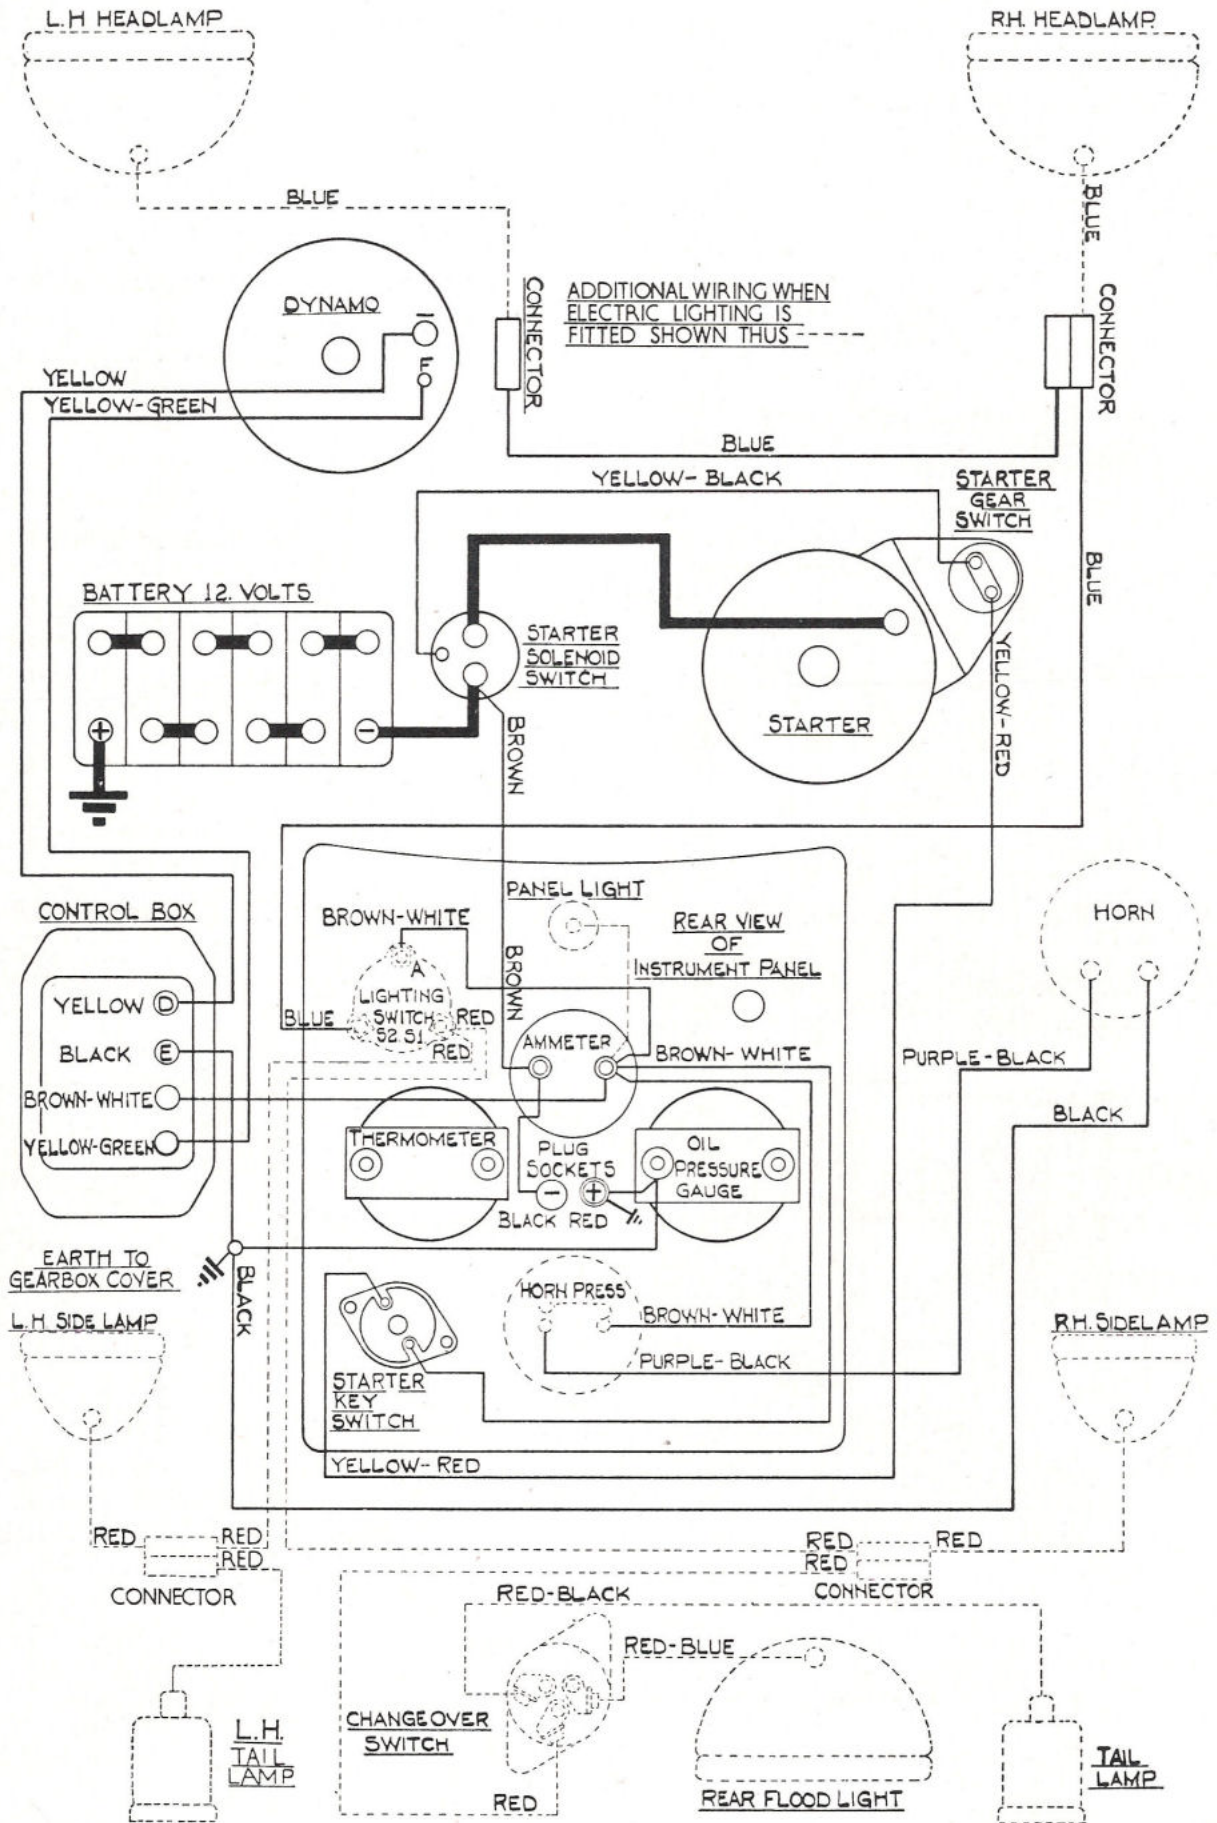 L.H HEADLAMP
RH. HEADLAMP.
BLUE
BLUE
DYNAMO
F
CONNECTOR
ADDITIONAL WIRING WHEN
ELECTRIC LIGHTING IS
FITTED SHOWN THUS
CONNECTOR
YELLOW
YELLOW-GREEN
BLUE
YELLOW-BLACK
STARTER
GEAR
SWITCH
BLUE
BATTERY 12. VOLTS
+
-
STARTER
SOLENOID
SWITCH
STARTER
YELLOW-RED
BROWN
CONTROL BOX
YELLOW D
BLACK E
BROWN-WHITE
YELLOW-GREEN
PANEL LIGHT
BROWN-WHITE
BROWN
REAR VIEW
OF
INSTRUMENT PANEL
HORN
A
LIGHTING
SWITCH
S2 S1
BLUE
RED
RED
AMMETER
BROWN-WHITE
PURPLE-BLACK
BLACK
THERMOMETER
PLUG
SOCKETS
-
+
BLACK RED
OIL
PRESSURE
GAUGE
EARTH TO
GEARBOX COVER
BLACK
HORN PRESS
BROWN-WHITE
PURPLE-BLACK
STARTER
KEY
SWITCH
YELLOW-RED
L.H. SIDE LAMP
RH. SIDELAMP
RED
RED
RED
CONNECTOR
RED
RED
RED
CONNECTOR
RED-BLACK
RED-BLUE
CHANGEOVER
SWITCH
RED
L.H.
TAIL
LAMP
REAR FLOOD LIGHT
TAIL
LAMP